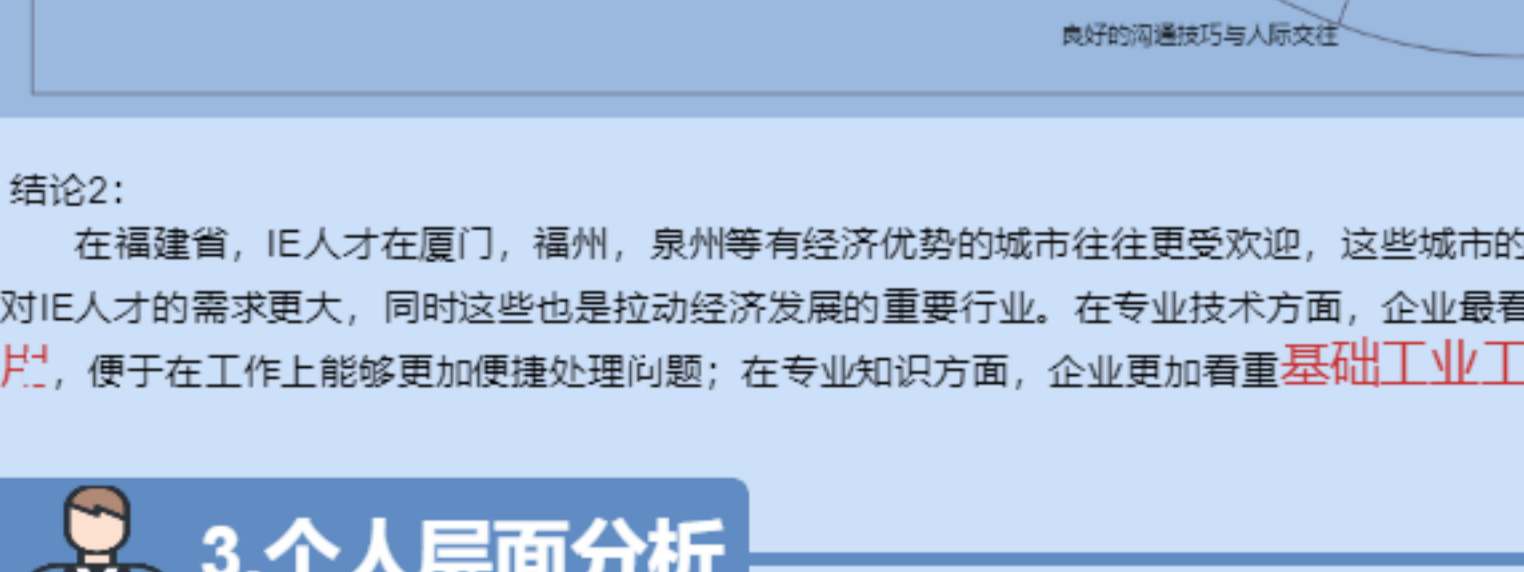 良好的沟通技巧与人际交往
结论2：
在福建省，IE人才在厦门，福州，泉州等有经济优势的城市往往更受欢迎，这些城市的
对IE人才的需求更大，同时这些也是拉动经济发展的重要行业。在专业技术方面，企业最看
，便于在工作上能够更加便捷处理问题；在专业知识方面，企业更加看重基础工业工
3.个人层面分析